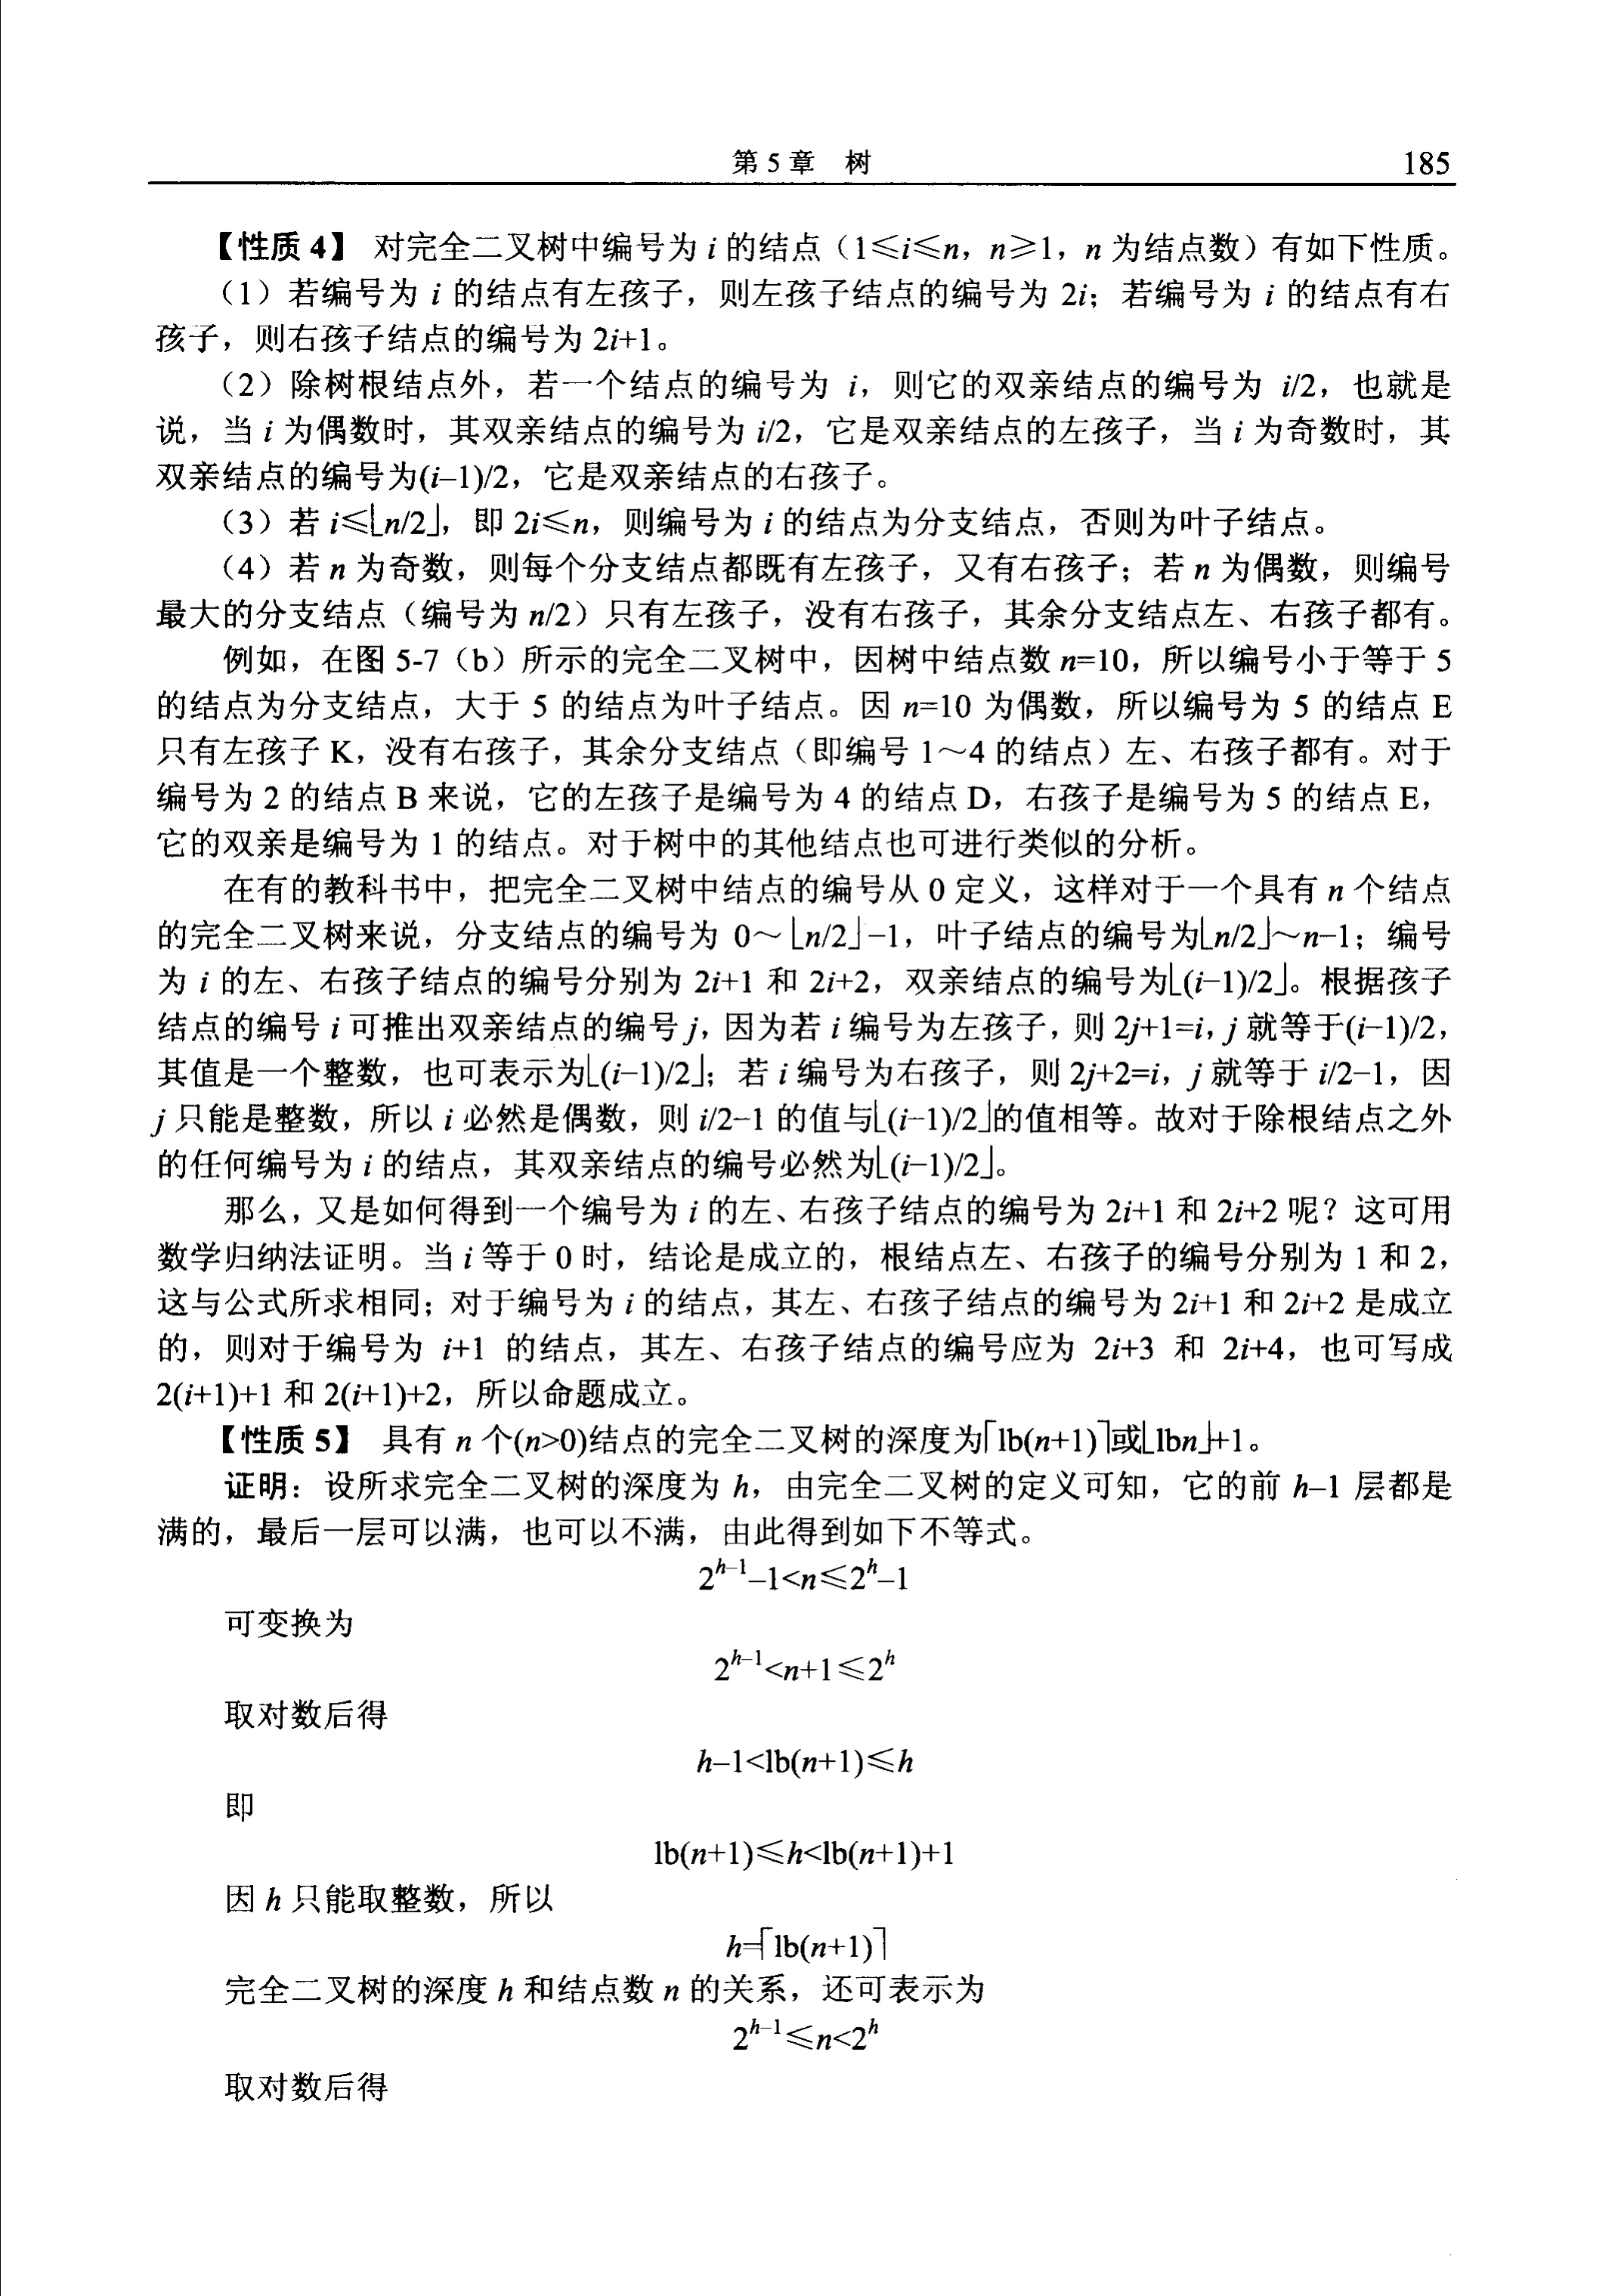 第 5 章 树 185
【性质 4】 对完全二叉树中编号为 i 的结点（1≤i≤n，n≥1，n 为结点数）有如下性质。
（1）若编号为 i 的结点有左孩子，则左孩子结点的编号为 2i；若编号为 i 的结点有右
孩子，则右孩子结点的编号为 2i+1。
（2）除树根结点外，若一个结点的编号为 i，则它的双亲结点的编号为 i/2，也就是
说，当 i 为偶数时，其双亲结点的编号为 i/2，它是双亲结点的左孩子，当 i 为奇数时，其
双亲结点的编号为(i–1)/2，它是双亲结点的右孩子。
（3）若 i≤⌊n/2⌋，即 2i≤n，则编号为 i 的结点为分支结点，否则为叶子结点。
（4）若 n 为奇数，则每个分支结点都既有左孩子，又有右孩子；若 n 为偶数，则编号
最大的分支结点（编号为 n/2）只有左孩子，没有右孩子，其余分支结点左、右孩子都有。
例如，在图 5-7（b）所示的完全二叉树中，因树中结点数 n=10，所以编号小于等于 5
的结点为分支结点，大于 5 的结点为叶子结点。因 n=10 为偶数，所以编号为 5 的结点 E
只有左孩子 K，没有右孩子，其余分支结点（即编号 1～4 的结点）左、右孩子都有。对于
编号为 2 的结点 B 来说，它的左孩子是编号为 4 的结点 D，右孩子是编号为 5 的结点 E，
它的双亲是编号为 1 的结点。对于树中的其他结点也可进行类似的分析。
在有的教科书中，把完全二叉树中结点的编号从 0 定义，这样对于一个具有 n 个结点
的完全二叉树来说，分支结点的编号为 0～⌊n/2⌋–1，叶子结点的编号为⌊n/2⌋～n–1；编号
为 i 的左、右孩子结点的编号分别为 2i+1 和 2i+2，双亲结点的编号为⌊(i–1)/2⌋。根据孩子
结点的编号 i 可推出双亲结点的编号 j，因为若 i 编号为左孩子，则 2j+1=i，j 就等于(i–1)/2，
其值是一个整数，也可表示为⌊(i–1)/2⌋；若 i 编号为右孩子，则 2j+2=i，j 就等于 i/2–1，因
j 只能是整数，所以 i 必然是偶数，则 i/2–1 的值与⌊(i–1)/2⌋的值相等。故对于除根结点之外
的任何编号为 i 的结点，其双亲结点的编号必然为⌊(i–1)/2⌋。
那么，又是如何得到一个编号为 i 的左、右孩子结点的编号为 2i+1 和 2i+2 呢？这可用
数学归纳法证明。当 i 等于 0 时，结论是成立的，根结点左、右孩子的编号分别为 1 和 2，
这与公式所求相同；对于编号为 i 的结点，其左、右孩子结点的编号为 2i+1 和 2i+2 是成立
的，则对于编号为 i+1 的结点，其左、右孩子结点的编号应为 2i+3 和 2i+4，也可写成
2(i+1)+1 和 2(i+1)+2，所以命题成立。
【性质 5】 具有 n 个(n>0)结点的完全二叉树的深度为⌈lb(n+1)⌉或⌊lbn⌋+1。
证明：设所求完全二叉树的深度为 h，由完全二叉树的定义可知，它的前 h–1 层都是
满的，最后一层可以满，也可以不满，由此得到如下不等式。
2^{h–1}–1<n≤2^{h}–1
可变换为
2^{h–1}<n+1≤2^{h}
取对数后得
h–1<lb(n+1)≤h
即
lb(n+1)≤h<lb(n+1)+1
因 h 只能取整数，所以
h=⌈lb(n+1)⌉
完全二叉树的深度 h 和结点数 n 的关系，还可表示为
2^{h–1}≤n<2^{h}
取对数后得